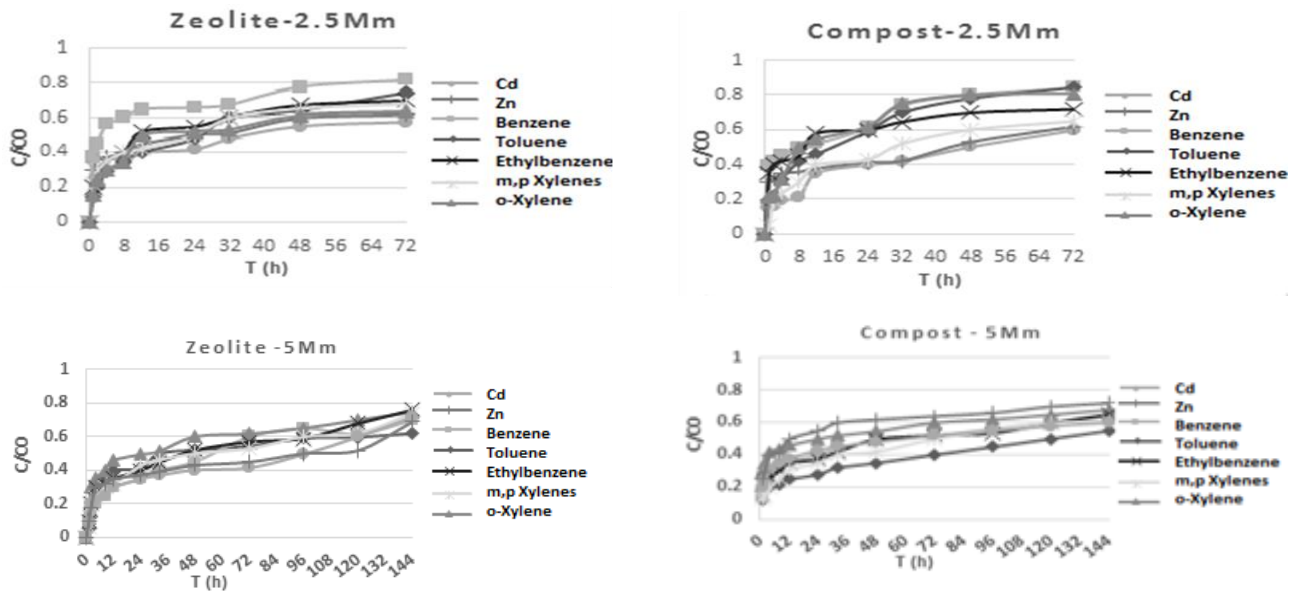 Zeolite-2.5Mm
C/C0
1
0.8
0.6
0.4
0.2
0
0 8 16 24 32 40 48 56 64 72
T (h)
Cd
Zn
Benzene
Toluene
Ethylbenzene
m,p Xylenes
o-Xylene
Compost-2.5Mm
C/C0
1
0.8
0.6
0.4
0.2
0
0 8 16 24 32 40 48 56 64 72
T (h)
Cd
Zn
Benzene
Toluene
Ethylbenzene
m,p Xylenes
o-Xylene
Zeolite -5Mm
C/C0
1
0.8
0.6
0.4
0.2
0
0 12 24 36 48 60 72 84 96 108 120 132 144
T (h)
Cd
Zn
Benzene
Toluene
Ethylbenzene
m,p Xylenes
o-Xylene
Compost - 5Mm
C/C0
1
0.8
0.6
0.4
0.2
0
0 12 24 36 48 60 72 84 96 108 120 132 144
T (h)
Cd
Zn
Benzene
Toluene
Ethylbenzene
m,p Xylenes
o-Xylene